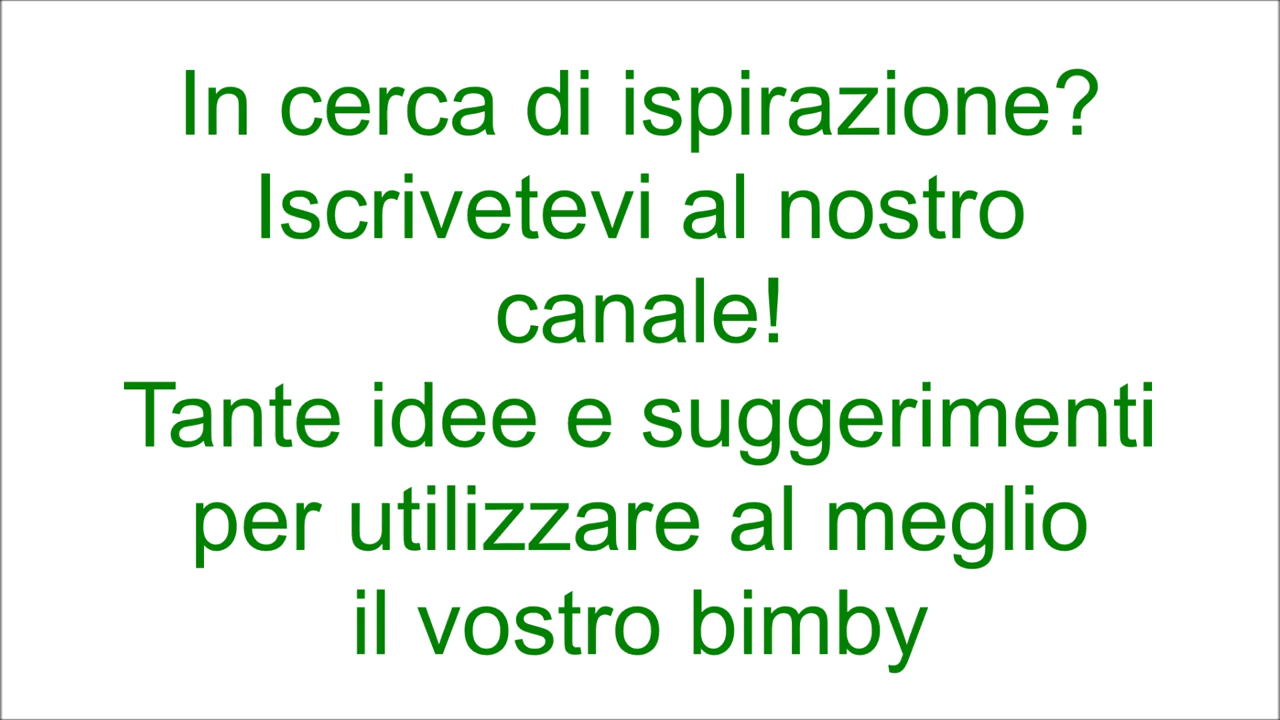 In cerca di ispirazione?
Iscrivetevi al nostro
canale!
Tante idee e suggerimenti
per utilizzare al meglio
il vostro bimby